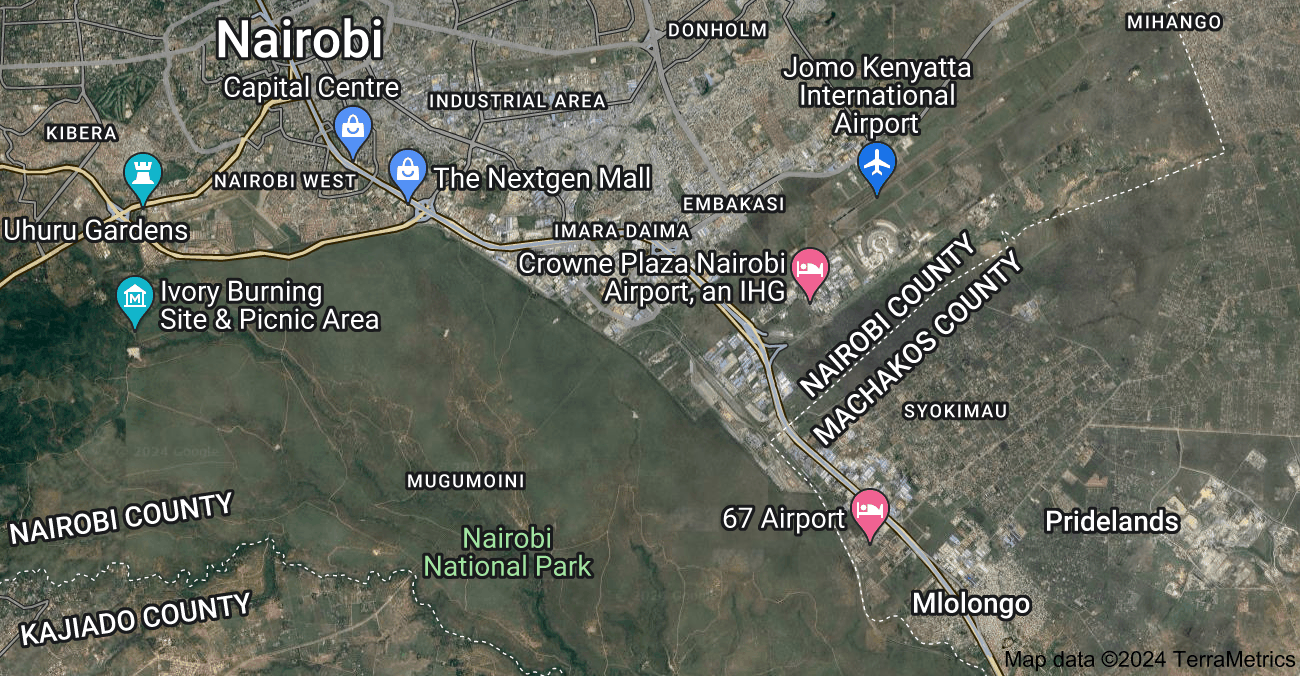 MIHANGO
DONHOLM
Nairobi
Jomo Kenyatta
International
Airport
Capital Centre
INDUSTRIAL AREA
KIBERA
NAIROBI WEST
The Nextgen Mall
EMBAKASI
Uhuru Gardens
IMARA DAIMA
Crowne Plaza Nairobi
Airport, an IHG
Ivory Burning
Site & Picnic Area
NAIROBI COUNTY
MACHAKOS COUNTY
SYOKIMAU
2024 Google
MUGUMOINI
NAIROBI COUNTY
67 Airport
Pridelands
Nairobi
National Park
KAJIADO COUNTY
Mlolongo
Map data ©2024 TerraMetrics